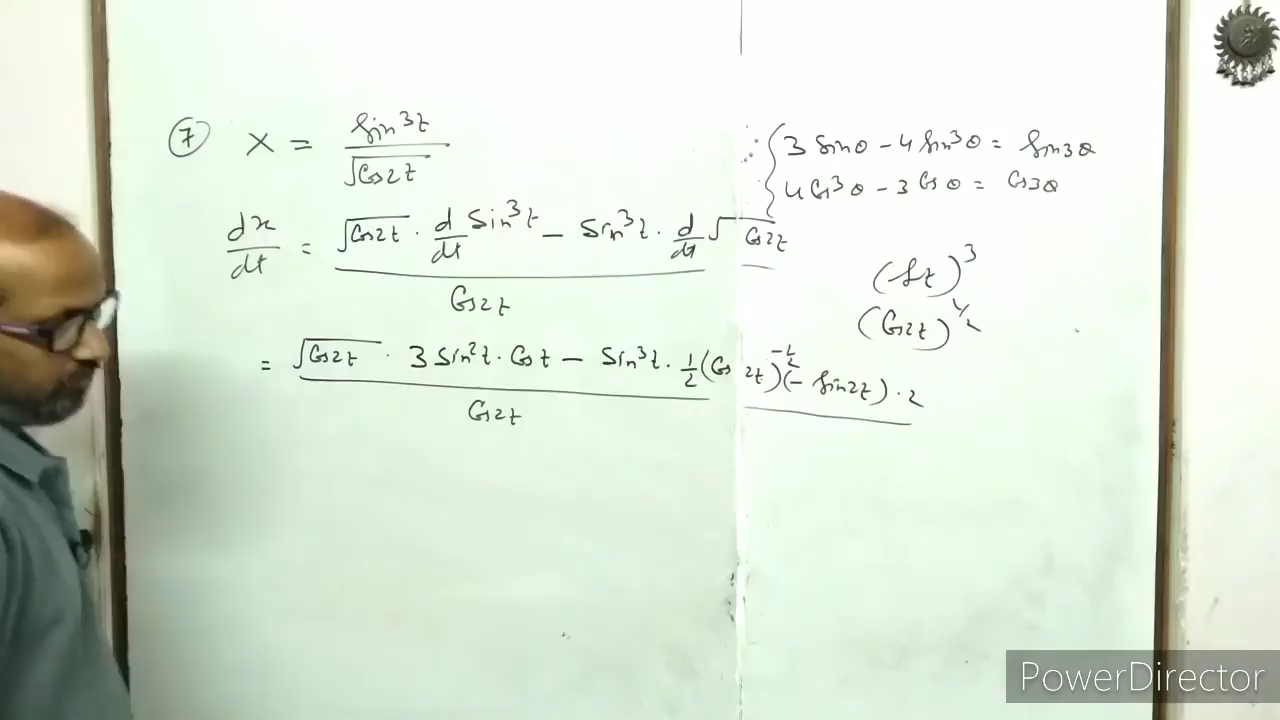 ⑦ x = sin³t / √cos2t
∴ { 3 sinθ - 4 sin³θ = sin3θ
4 cos³θ - 3 cosθ = cos3θ
dx/dt = (√cos2t · d/dt sin³t - sin³t · d/dt √cos2t) / cos2t
(st)³
(cos2t)^½
= (√cos2t · 3 sin²t · cost - sin³t · 1/2 (cos 2t)^-½ (- sin2t) · 2) / cos2t
PowerDirector